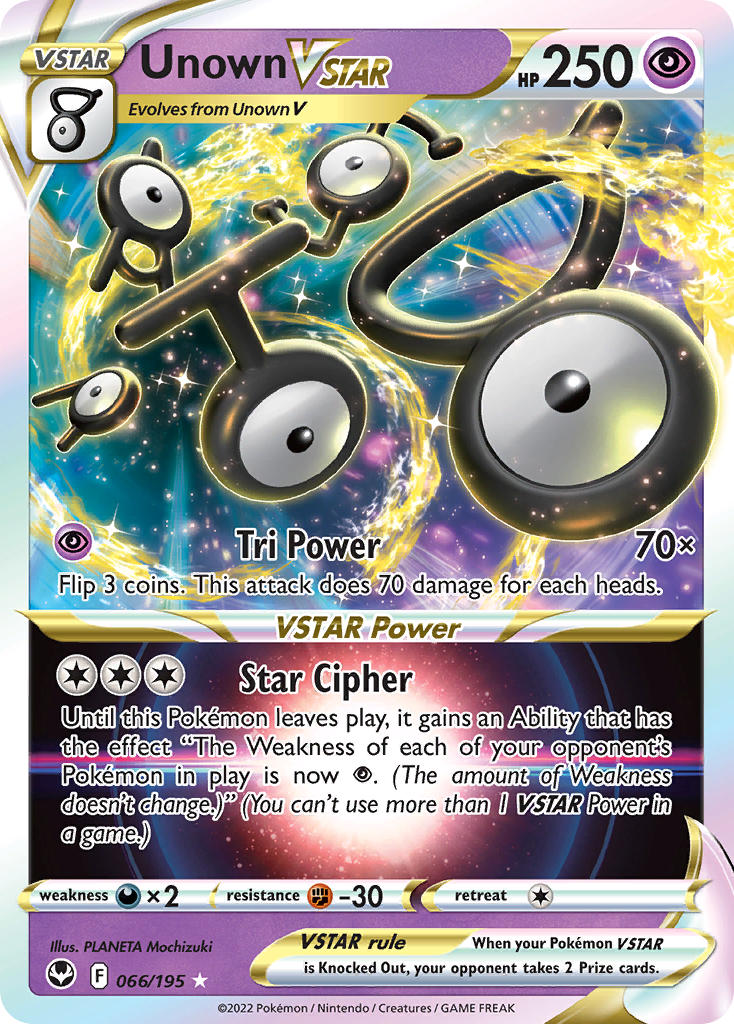 VSTAR
Unown VSTAR
HP 250
Evolves from Unown V
Tri Power 70×
Flip 3 coins. This attack does 70 damage for each heads.
VSTAR Power
Star Cipher
Until this Pokémon leaves play, it gains an Ability that has
the effect “The Weakness of each of your opponent’s
Pokémon in play is now . (The amount of Weakness
doesn’t change.)” (You can’t use more than 1 VSTAR Power in
a game.)
weakness ×2 resistance -30 retreat
Illus. PLANETA Mochizuki
VSTAR rule When your Pokémon VSTAR
is Knocked Out, your opponent takes 2 Prize cards.
F 066/195 ★
©2022 Pokémon / Nintendo / Creatures / GAME FREAK